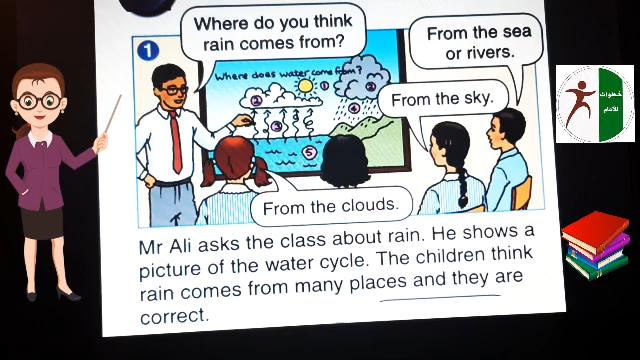 Where do you think
rain comes from?
From the sea
or rivers.
1
Where does water come from?
From the sky.
From the clouds.
خطوات
للأمام
Mr Ali asks the class about rain. He shows a
picture of the water cycle. The children think
rain comes from many places and they are
correct.